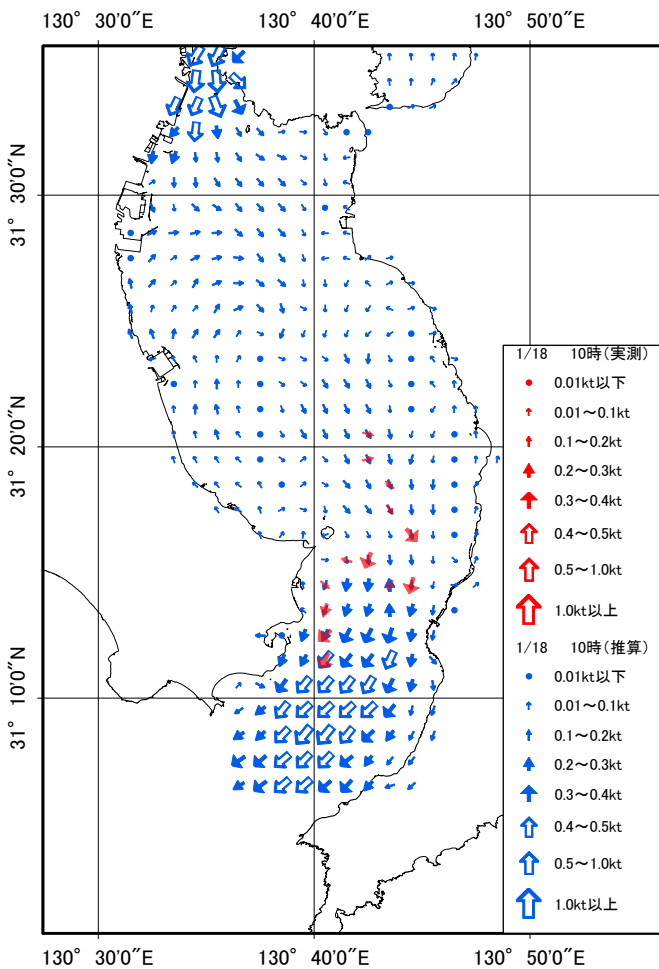 130° 30′0″E 130° 40′0″E 130° 50′0″E
31° 30′0″N
31° 20′0″N
31° 10′0″N
1/18 10時(実測)
0.01kt以下
0.01～0.1kt
0.1～0.2kt
0.2～0.3kt
0.3～0.4kt
0.4～0.5kt
0.5～1.0kt
1.0kt以上
1/18 10時(推算)
0.01kt以下
0.01～0.1kt
0.1～0.2kt
0.2～0.3kt
0.3～0.4kt
0.4～0.5kt
0.5～1.0kt
1.0kt以上
130° 30′0″E 130° 40′0″E 130° 50′0″E